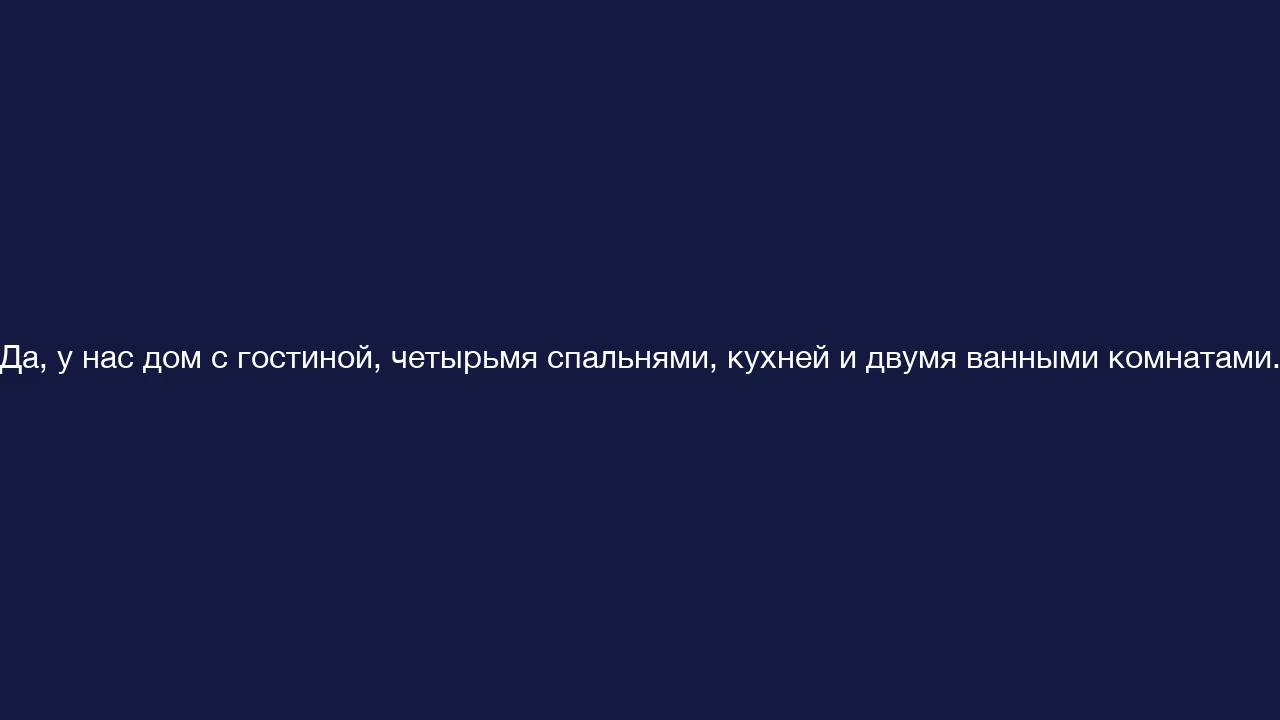 Да, у нас дом с гостиной, четырьмя спальнями, кухней и двумя ванными комнатами.